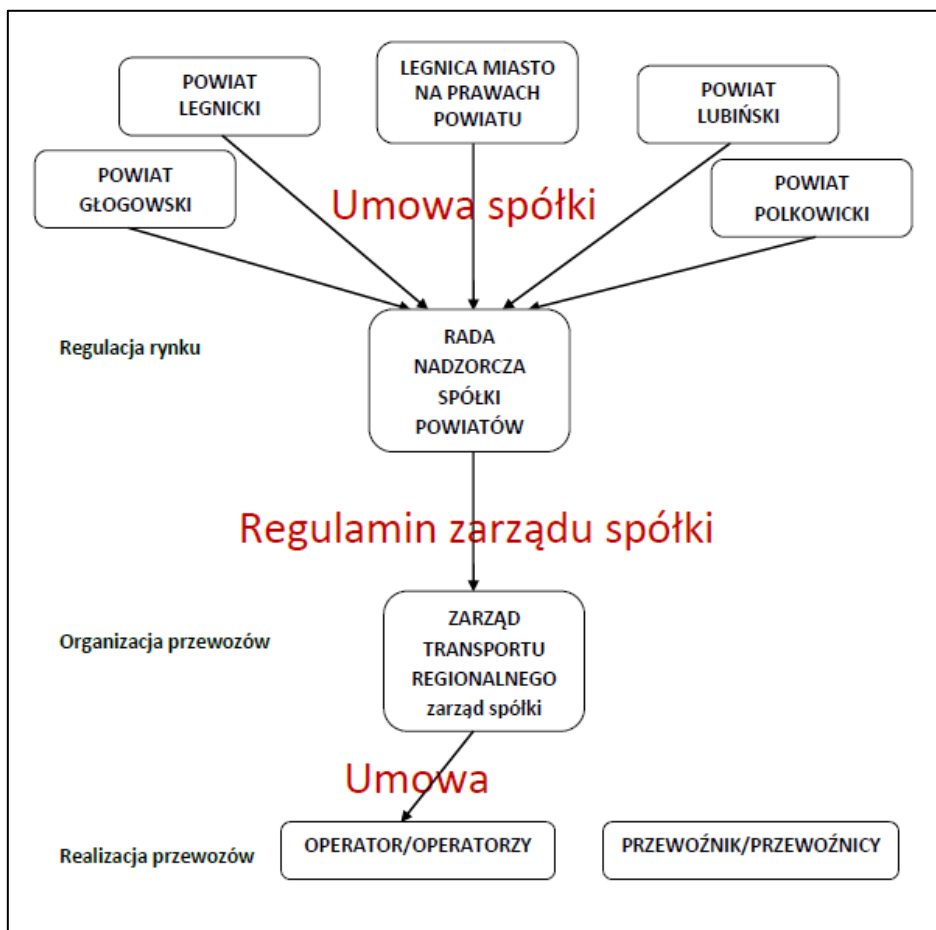 POWIAT
LEGNICKI
LEGNICA MIASTO
NA PRAWACH
POWIATU
POWIAT
LUBIŃSKI
POWIAT
GŁOGOWSKI
POWIAT
POLKOWICKI
Umowa spółki
Regulacja rynku
RADA
NADZORCZA
SPÓŁKI
POWIATÓW
Regulamin zarządu spółki
Organizacja przewozów
ZARZĄD
TRANSPORTU
REGIONALNEGO
zarząd spółki
Umowa
Realizacja przewozów
OPERATOR/OPERATORZY
PRZEWOŹNIK/PRZEWOŹNICY